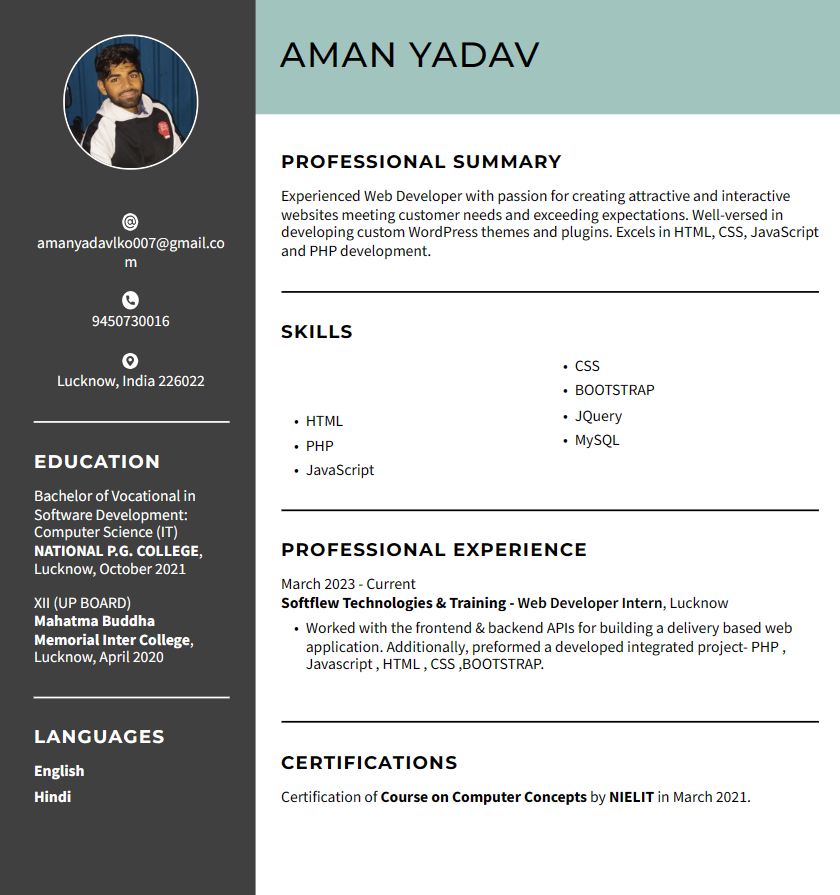 AMAN YADAV
amanyadavlko007@gmail.co
m
9450730016
Lucknow, India 226022
EDUCATION
Bachelor of Vocational in
Software Development:
Computer Science (IT)
NATIONAL P.G. COLLEGE,
Lucknow, October 2021
XII (UP BOARD)
Mahatma Buddha
Memorial Inter College,
Lucknow, April 2020
LANGUAGES
English
Hindi
PROFESSIONAL SUMMARY
Experienced Web Developer with passion for creating attractive and interactive
websites meeting customer needs and exceeding expectations. Well-versed in
developing custom WordPress themes and plugins. Excels in HTML, CSS, JavaScript
and PHP development.
SKILLS
• HTML
• PHP
• JavaScript
• CSS
• BOOTSTRAP
• JQuery
• MySQL
PROFESSIONAL EXPERIENCE
March 2023 - Current
Softflew Technologies & Training - Web Developer Intern, Lucknow
• Worked with the frontend & backend APIs for building a delivery based web
application. Additionally, preformed a developed integrated project- PHP ,
Javascript , HTML , CSS ,BOOTSTRAP.
CERTIFICATIONS
Certification of Course on Computer Concepts by NIELIT in March 2021.